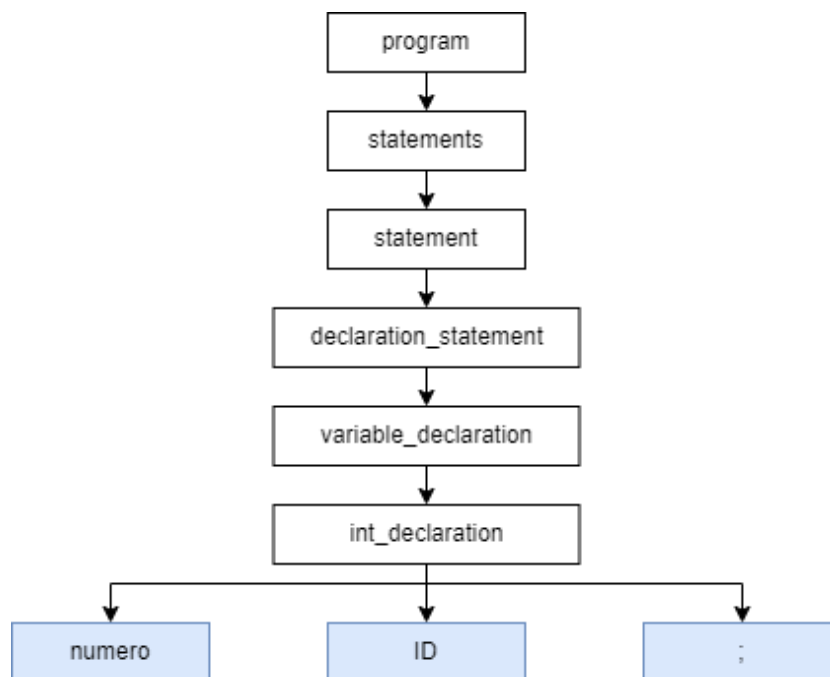 program
statements
statement
declaration_statement
variable_declaration
int_declaration
numero
ID
;